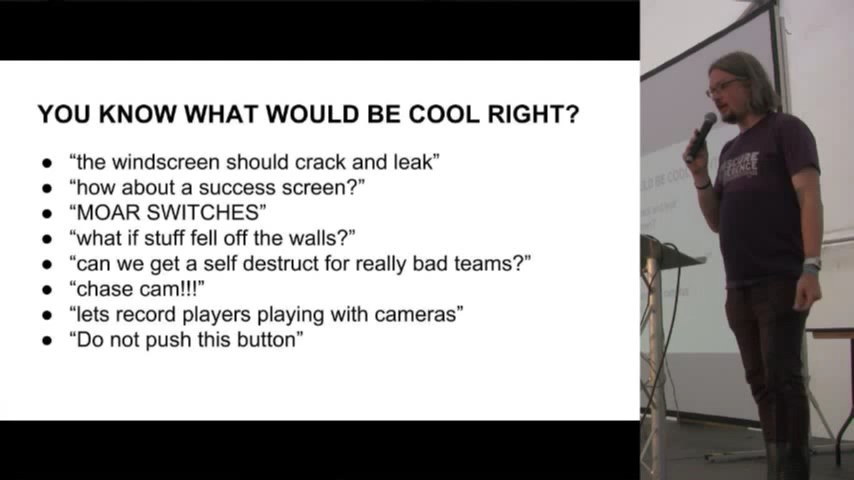 YOU KNOW WHAT WOULD BE COOL RIGHT?
● “the windscreen should crack and leak”
● “how about a success screen?”
● “MOAR SWITCHES”
● “what if stuff fell off the walls?”
● “can we get a self destruct for really bad teams?”
● “chase cam!!!”
● “lets record players playing with cameras”
● “Do not push this button”